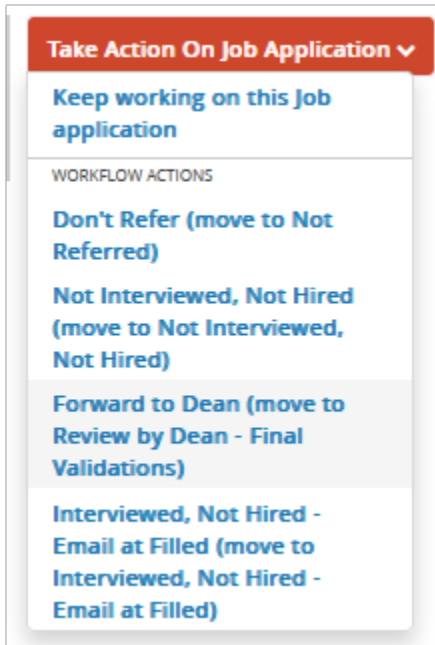 Take Action On Job Application
Keep working on this Job
application
WORKFLOW ACTIONS
Don't Refer (move to Not
Referred)
Not Interviewed, Not Hired
(move to Not Interviewed,
Not Hired)
Forward to Dean (move to
Review by Dean - Final
Validations)
Interviewed, Not Hired -
Email at Filled (move to
Interviewed, Not Hired -
Email at Filled)